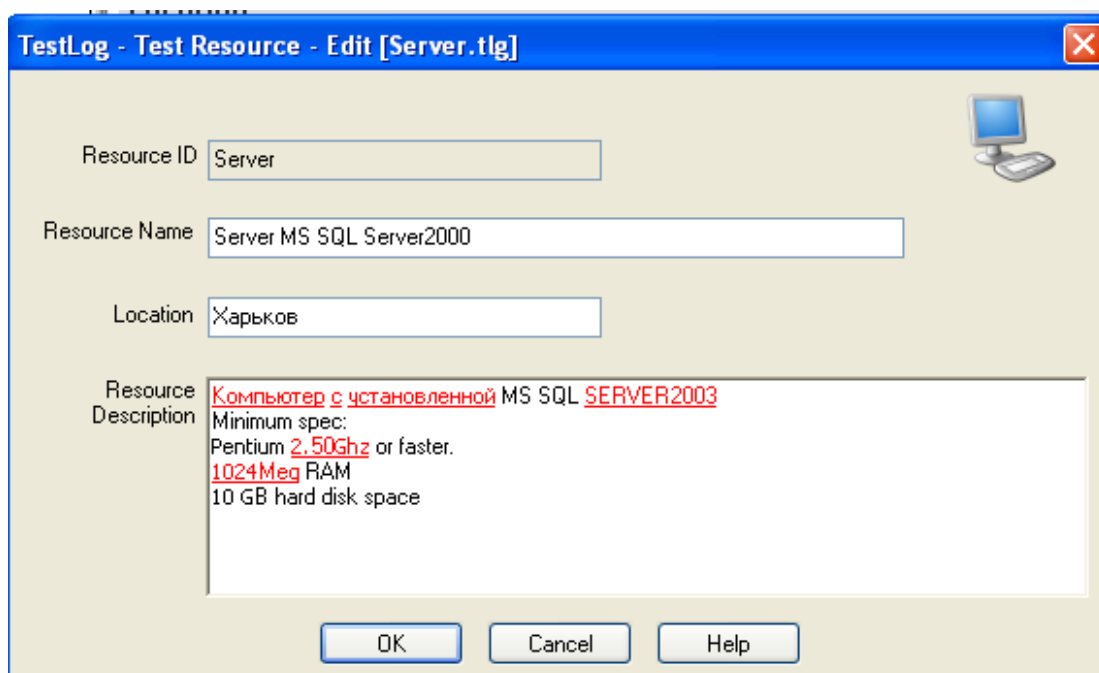 TestLog - Test Resource - Edit [Server.tlg]
Resource ID Server
Resource Name Server MS SQL Server2000
Location Харьков
Resource Description
Компьютер с установленной MS SQL SERVER2003
Minimum spec:
Pentium 2.50Ghz or faster.
1024Meg RAM
10 GB hard disk space
OK Cancel Help